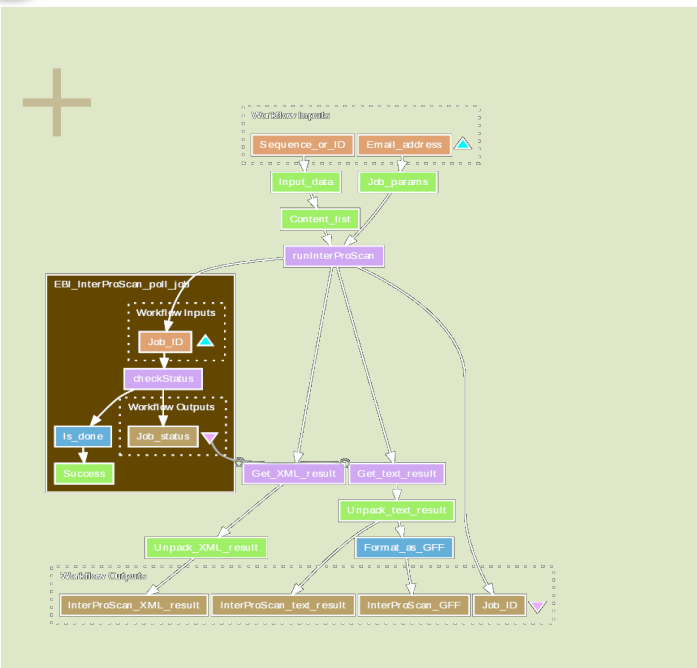 Workflow Inputs
Sequence_or_ID Email_address
Input_data Job_params
Content_list
runInterProScan
EBI_InterProScan_poll_job
Workflow Inputs
Job_ID
checkStatus
Workflow Outputs
Is_done Job_status
Success Get_XML_result Get_text_result
Unpack_text_result
Unpack_XML_result Format_as_GFF
Workflow Outputs
InterProScan_XML_result InterProScan_text_result InterProScan_GFF Job_ID